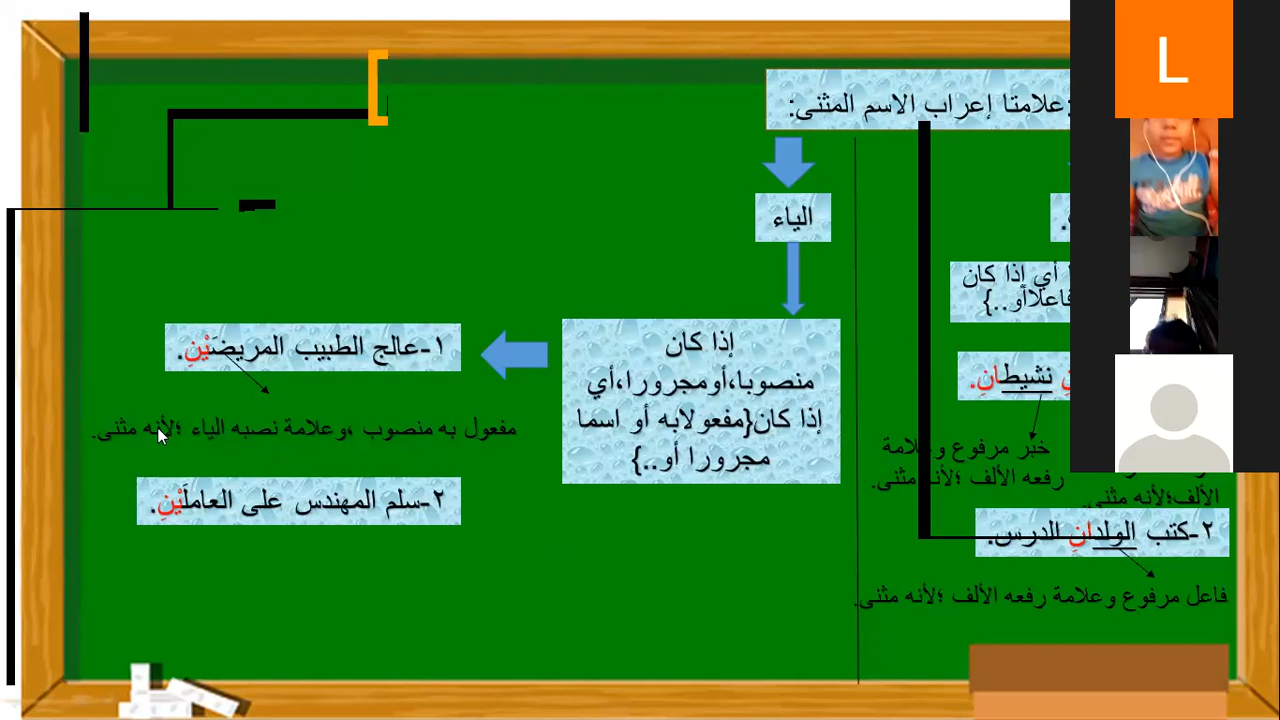 L
:علامتا إعراب الاسم المثنى:
الياء
أي إذا كان
فاعلاأو..}
نشيطانِ.
خبر مرفوع وعلامة
رفعه الألف ؛لأنه مثنى.
الألف؛لأنه مثنى.
٢-كتب الولدانِ الدرس.
فاعل مرفوع وعلامة رفعه الألف ؛لأنه مثنى.
إذا كان
منصوبا،أومجرورا،أي
إذا كان{مفعولابه أو اسما
مجرورا أو..}
١-عالج الطبيب المريضَيْنِ.
مفعول به منصوب ،وعلامة نصبه الياء ؛لأنه مثنى.
٢-سلم المهندس على العاملَيْنِ.